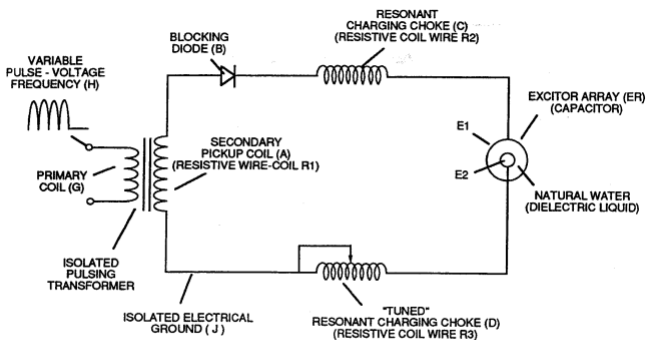 RESONANT
CHARGING CHOKE (C)
(RESISTIVE COIL WIRE R2)
BLOCKING
DIODE (B)
VARIABLE
PULSE - VOLTAGE
FREQUENCY (H)
EXCITOR ARRAY (ER)
(CAPACITOR)
E1
SECONDARY
PICKUP COIL (A)
(RESISTIVE WIRE-COIL R1)
PRIMARY
COIL (G)
E2
NATURAL WATER
(DIELECTRIC LIQUID)
ISOLATED
PULSING
TRANSFORMER
ISOLATED ELECTRICAL
GROUND ( J )
"TUNED"
RESONANT CHARGING CHOKE (D)
(RESISTIVE COIL WIRE R3)